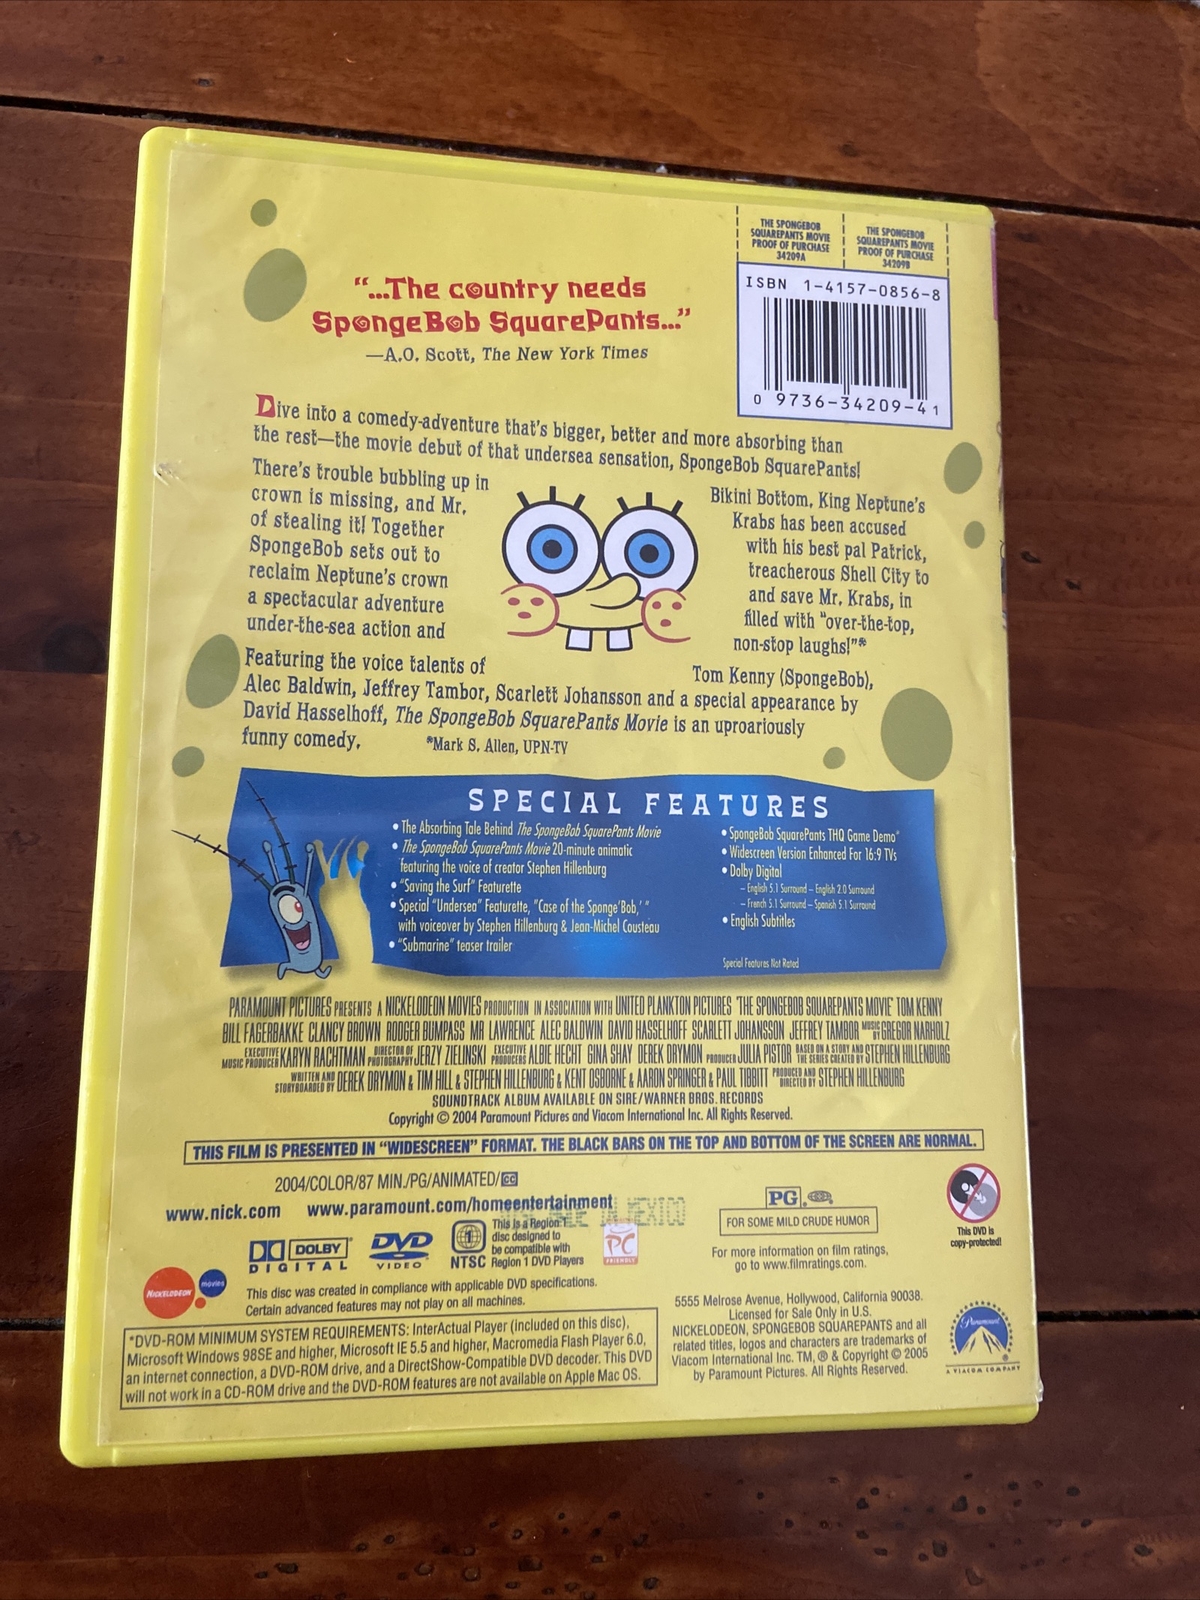 THE SPONGEBOB
SQUAREPANTS MOVIE
PROOF OF PURCHASE
34209A
THE SPONGEBOB
SQUAREPANTS MOVIE
PROOF OF PURCHASE
34209B
ISBN 1-4157-0856-8
0 9736-34209-4 1
“...The country needs
SpongeBob SquarePants...”
—A.O. Scott, The New York Times
Dive into a comedy-adventure that's bigger, better and more absorbing than
the rest—the movie debut of that undersea sensation, SpongeBob SquarePants!
There's trouble bubbling up in Bikini Bottom, King Neptune's
crown is missing, and Mr. Krabs has been accused
of stealing it! Together with his best pal Patrick,
SpongeBob sets out to treacherous Shell City to
reclaim Neptune's crown and save Mr. Krabs, in
a spectacular adventure filled with "over-the-top,
under-the-sea action and non-stop laughs!"*
Featuring the voice talents of Tom Kenny (SpongeBob),
Alec Baldwin, Jeffrey Tambor, Scarlett Johansson and a special appearance by
David Hasselhoff, The SpongeBob SquarePants Movie is an uproariously
funny comedy. *Mark S. Allen, UPN-TV
SPECIAL FEATURES
• The Absorbing Tale Behind The SpongeBob SquarePants Movie
• The SpongeBob SquarePants Movie 20-minute animatic
featuring the voice of creator Stephen Hillenburg
• "Saving the Surf" Featurette
• Special "Undersea" Featurette, "Case of the Sponge 'Bob,' "
with voiceover by Stephen Hillenburg & Jean-Michel Cousteau
• "Submarine" teaser trailer
• SpongeBob SquarePants THQ Game Demo*
• Widescreen Version Enhanced For 16:9 TVs
• Dolby Digital
– English 5.1 Surround – English 2.0 Surround
– French 5.1 Surround – Spanish 5.1 Surround
• English Subtitles
Special Features Not Rated
PARAMOUNT PICTURES PRESENTS A NICKELODEON MOVIES PRODUCTION IN ASSOCIATION WITH UNITED PLANKTON PICTURES "THE SPONGEBOB SQUAREPANTS MOVIE" TOM KENNY
BILL FAGERBAKKE CLANCY BROWN RODGER BUMPASS MR LAWRENCE ALEC BALDWIN DAVID HASSELHOFF SCARLETT JOHANSSON JEFFREY TAMBOR MUSIC BY GREGOR NARHOLZ
EXECUTIVE MUSIC PRODUCER KARYN RACHTMAN DIRECTOR OF PHOTOGRAPHY JERZY ZIELINSKI EXECUTIVE PRODUCERS ALBIE HECHT GINA SHAY DEREK DRYMON PRODUCER JULIA PISTOR BASED ON A STORY AND THE SERIES CREATED BY STEPHEN HILLENBURG
WRITTEN AND STORYBOARDED BY DEREK DRYMON & TIM HILL & STEPHEN HILLENBURG & KENT OSBORNE & AARON SPRINGER & PAUL TIBBITT PRODUCED AND DIRECTED BY STEPHEN HILLENBURG
SOUNDTRACK ALBUM AVAILABLE ON SIRE/WARNER BROS. RECORDS
Copyright © 2004 Paramount Pictures and Viacom International Inc. All Rights Reserved.
THIS FILM IS PRESENTED IN “WIDESCREEN” FORMAT. THE BLACK BARS ON THE TOP AND BOTTOM OF THE SCREEN ARE NORMAL.
2004/COLOR/87 MIN./PG/ANIMATED/CC
www.nick.com www.paramount.com/homeentertainment
IN MEXICO
DOLBY
DIGITAL
DVD
VIDEO
1
NTSC
This is a Region 1
disc designed to
be compatible with
Region 1 DVD Players
PC
FRIENDLY
PG
FOR SOME MILD CRUDE HUMOR
For more information on film ratings,
go to www.filmratings.com.
This DVD is
copy-protected!
NICKELODEON
movies
This disc was created in compliance with applicable DVD specifications.
Certain advanced features may not play on all machines.
*DVD-ROM MINIMUM SYSTEM REQUIREMENTS: InterActual Player (included on this disc),
Microsoft Windows 98SE and higher, Microsoft IE 5.5 and higher, Macromedia Flash Player 6.0,
an internet connection, a DVD-ROM drive, and a DirectShow-Compatible DVD decoder. This DVD
will not work in a CD-ROM drive and the DVD-ROM features are not available on Apple Mac OS.
5555 Melrose Avenue, Hollywood, California 90038.
Licensed for Sale Only in U.S.
NICKELODEON, SPONGEBOB SQUAREPANTS and all
related titles, logos and characters are trademarks of
Viacom International Inc. TM, ® & Copyright © 2005
by Paramount Pictures. All Rights Reserved.
Paramount
A VIACOM COMPANY